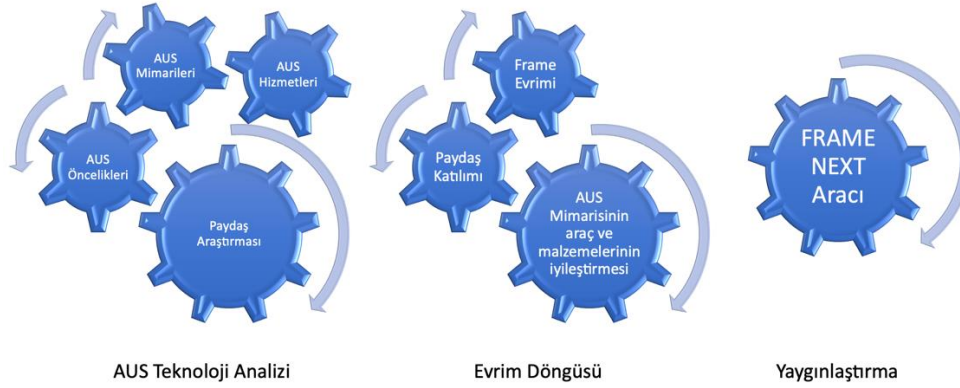 AUS
Mimarileri
AUS
Hizmetleri
AUS
Öncelikleri
Paydaş
Araştırması
AUS Teknoloji Analizi
Frame
Evrimi
Paydaş
Katılımı
AUS
Mimarisinin
araç ve
malzemelerinin
iyileştirmesi
Evrim Döngüsü
FRAME
NEXT
Aracı
Yaygınlaştırma